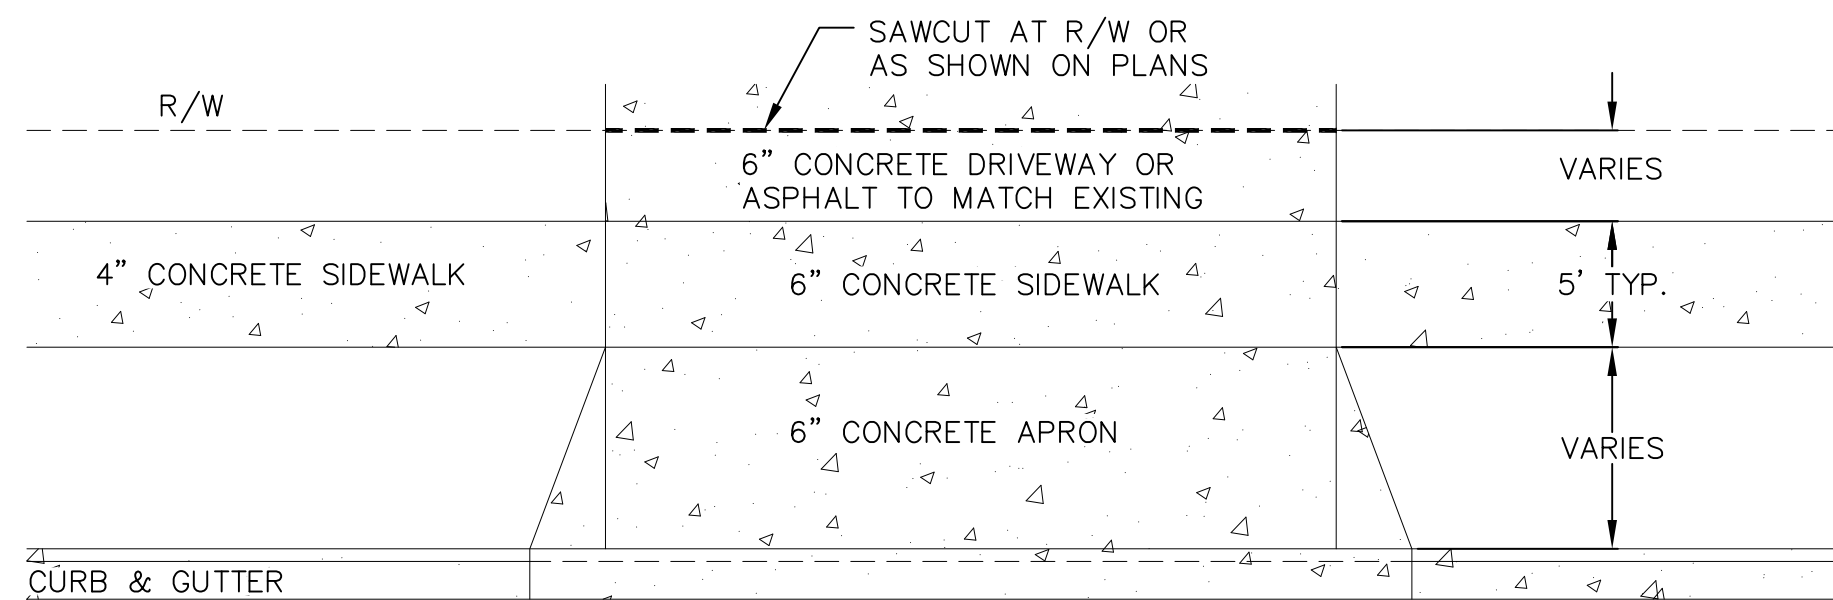 SAWCUT AT R/W OR
AS SHOWN ON PLANS
R/W
6" CONCRETE DRIVEWAY OR
ASPHALT TO MATCH EXISTING
VARIES
4" CONCRETE SIDEWALK
6" CONCRETE SIDEWALK
5' TYP.
6" CONCRETE APRON
VARIES
CURB & GUTTER